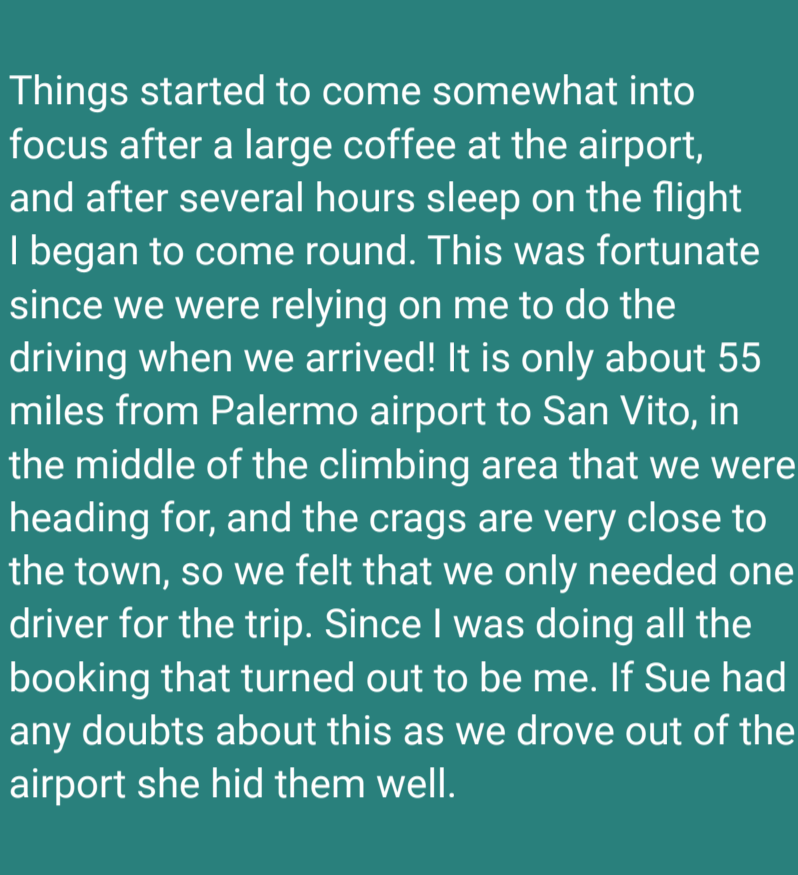 Things started to come somewhat into
focus after a large coffee at the airport,
and after several hours sleep on the flight
I began to come round. This was fortunate
since we were relying on me to do the
driving when we arrived! It is only about 55
miles from Palermo airport to San Vito, in
the middle of the climbing area that we were
heading for, and the crags are very close to
the town, so we felt that we only needed one
driver for the trip. Since I was doing all the
booking that turned out to be me. If Sue had
any doubts about this as we drove out of the
airport she hid them well.